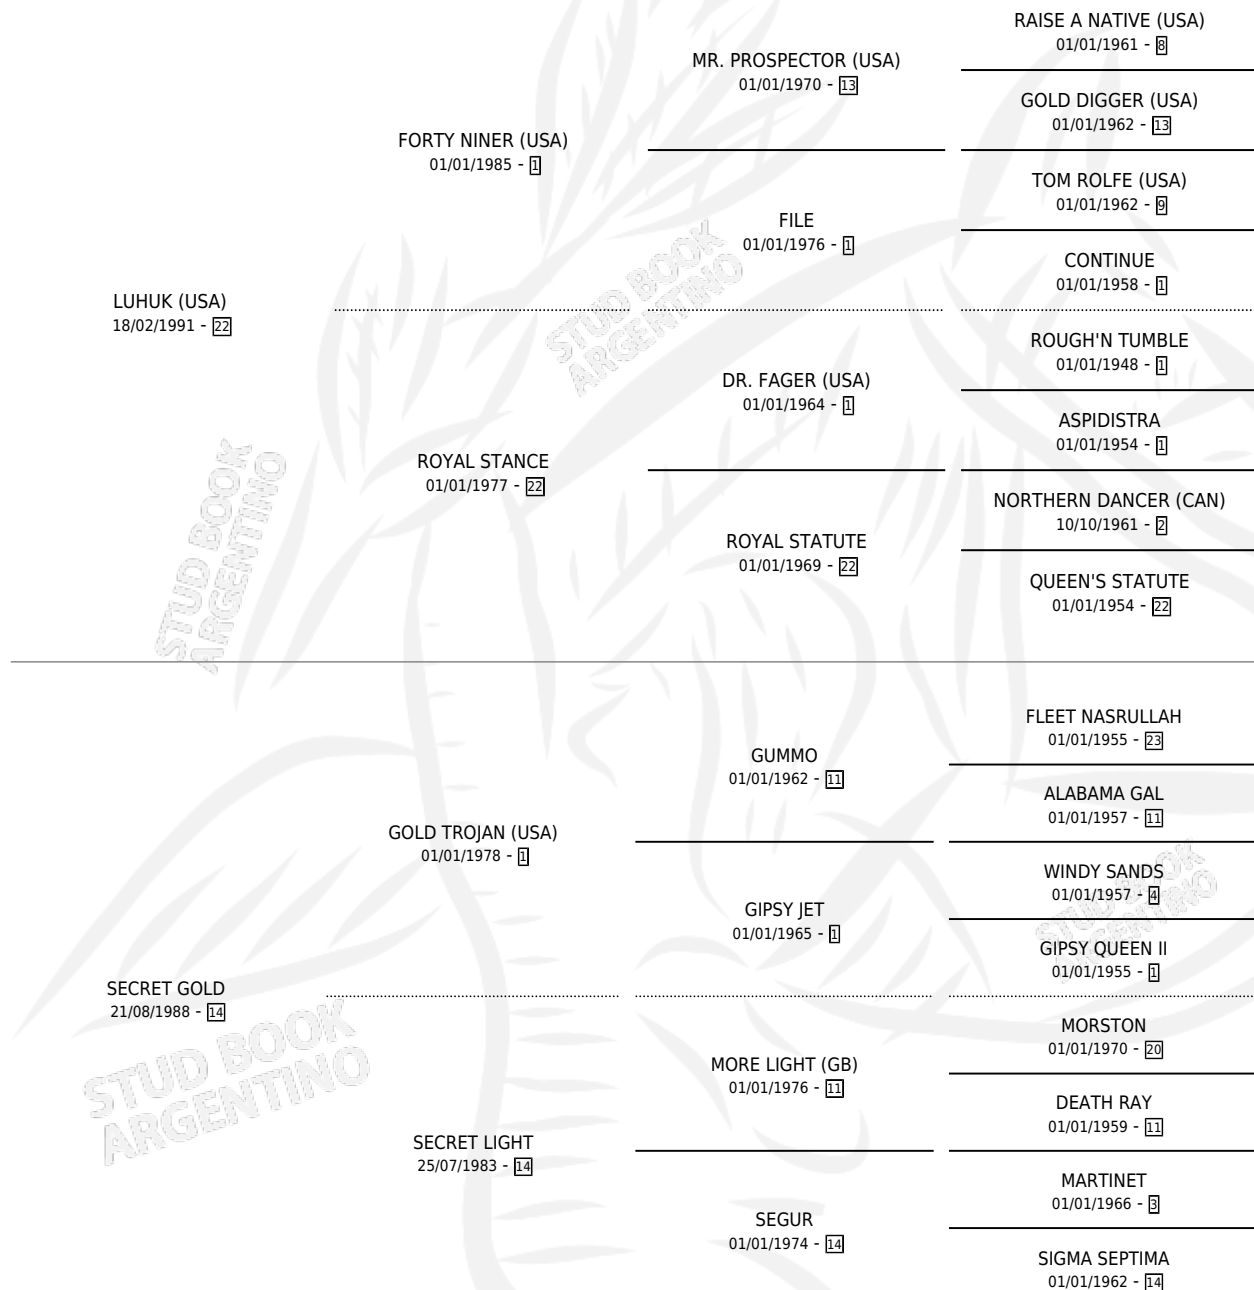 RAISE A NATIVE (USA)
01/01/1961 - 8
MR. PROSPECTOR (USA)
01/01/1970 - 13
GOLD DIGGER (USA)
01/01/1962 - 13
FORTY NINER (USA)
01/01/1985 - 1
TOM ROLFE (USA)
01/01/1962 - 9
FILE
01/01/1976 - 1
CONTINUE
01/01/1958 - 1
LUHUK (USA)
18/02/1991 - 22
ROUGH'N TUMBLE
01/01/1948 - 1
DR. FAGER (USA)
01/01/1964 - 1
ASPIDISTRA
01/01/1954 - 1
ROYAL STANCE
01/01/1977 - 22
NORTHERN DANCER (CAN)
10/10/1961 - 2
ROYAL STATUTE
01/01/1969 - 22
QUEEN'S STATUTE
01/01/1954 - 22
FLEET NASRULLAH
01/01/1955 - 23
GUMMO
01/01/1962 - 11
ALABAMA GAL
01/01/1957 - 11
GOLD TROJAN (USA)
01/01/1978 - 1
WINDY SANDS
01/01/1957 - 4
GIPSY JET
01/01/1965 - 1
GIPSY QUEEN II
01/01/1955 - 1
SECRET GOLD
21/08/1988 - 14
MORSTON
01/01/1970 - 20
MORE LIGHT (GB)
01/01/1976 - 11
DEATH RAY
01/01/1959 - 11
SECRET LIGHT
25/07/1983 - 14
MARTINET
01/01/1966 - 3
SEGUR
01/01/1974 - 14
SIGMA SEPTIMA
01/01/1962 - 14
STUD BOOK
ARGENTINO
STUD BOOK
ARGENTINO
STUD BOOK
ARGENTINO
STUD BOOK
ARGENTINO